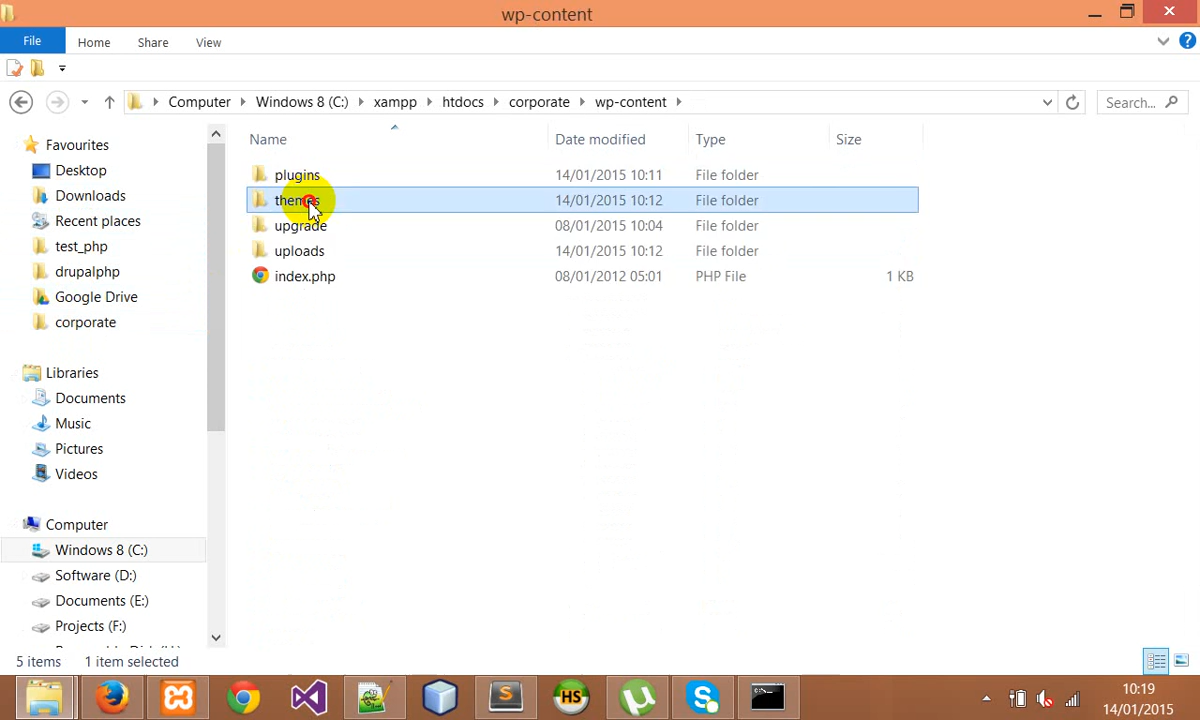 wp-content
File Home Share View
Computer Windows 8 (C:) xampp htdocs corporate wp-content Search...
Name Date modified Type Size
plugins 14/01/2015 10:11 File folder
themes 14/01/2015 10:12 File folder
upgrade 08/01/2015 10:04 File folder
uploads 14/01/2015 10:12 File folder
index.php 08/01/2012 05:01 PHP File 1 KB
Favourites
Desktop
Downloads
Recent places
test_php
drupalphp
Google Drive
corporate
Libraries
Documents
Music
Pictures
Videos
Computer
Windows 8 (C:)
Software (D:)
Documents (E:)
Projects (F:)
5 items 1 item selected
S HS
10:19
14/01/2015